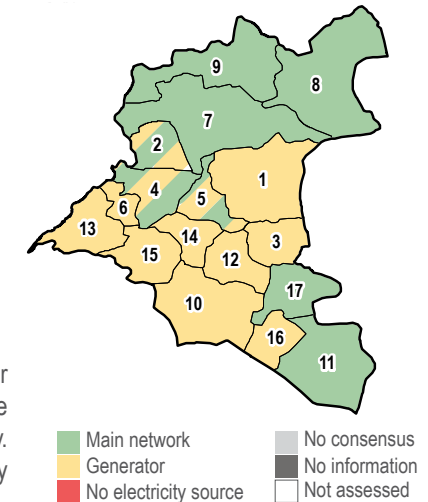 9
8
7
2
1
4
5
6
13
14
3
15
12
17
10
16
11
r
e
y.
y
Main network
Generator
No electricity source
No consensus
No information
Not assessed